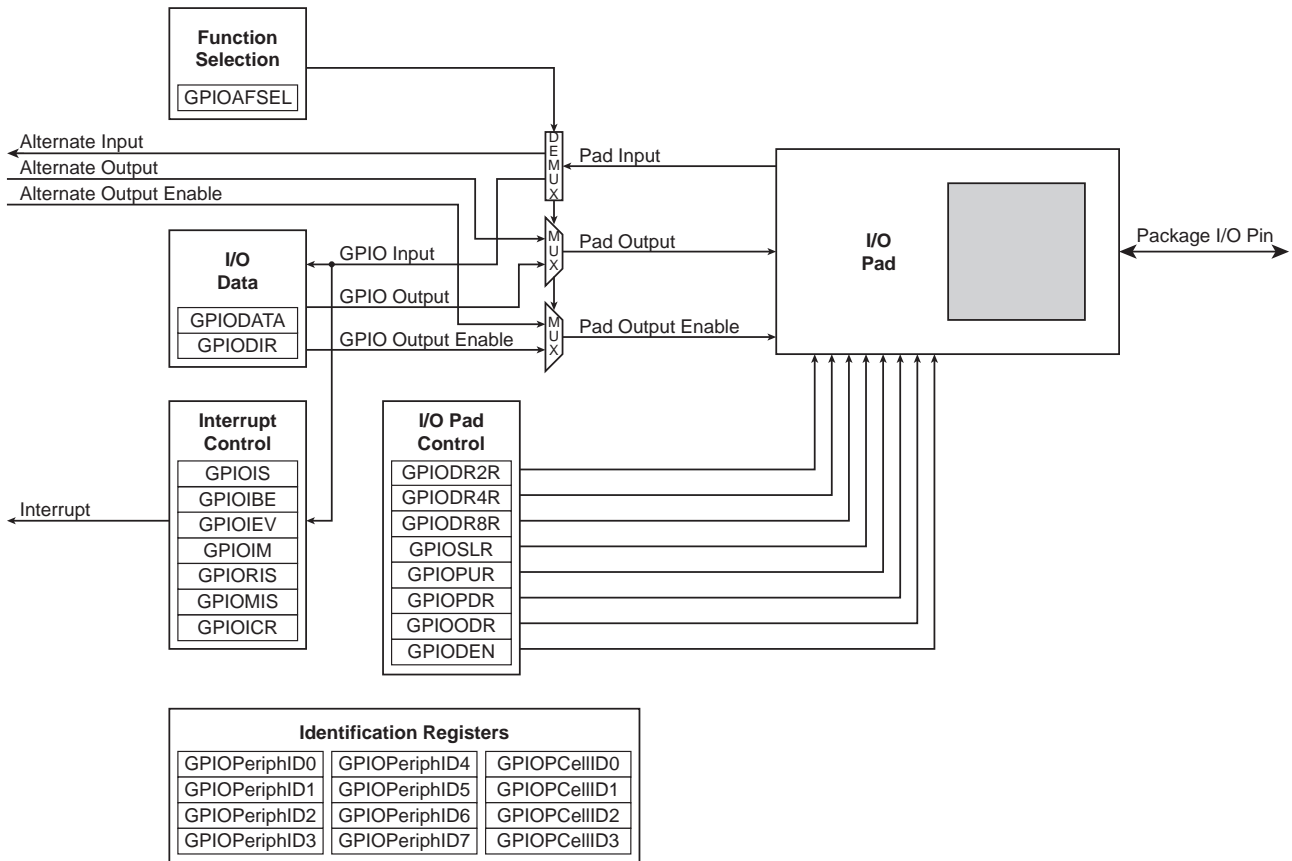 Function
Selection
GPIOAFSEL
Alternate Input
Alternate Output
Alternate Output Enable
DEMUX
Pad Input
MUX
Pad Output
MUX
Pad Output Enable
I/O
Pad
Package I/O Pin
I/O
Data
GPIODATA
GPIODIR
GPIO Input
GPIO Output
GPIO Output Enable
Interrupt
Control
GPIOIS
GPIOIBE
GPIOIEV
GPIOIM
GPIORIS
GPIOMIS
GPIOICR
Interrupt
I/O Pad
Control
GPIODR2R
GPIODR4R
GPIODR8R
GPIOSLR
GPIOPUR
GPIOPDR
GPIOODR
GPIODEN
Identification Registers
GPIOPeriphID0 GPIOPeriphID4 GPIOPCellID0
GPIOPeriphID1 GPIOPeriphID5 GPIOPCellID1
GPIOPeriphID2 GPIOPeriphID6 GPIOPCellID2
GPIOPeriphID3 GPIOPeriphID7 GPIOPCellID3